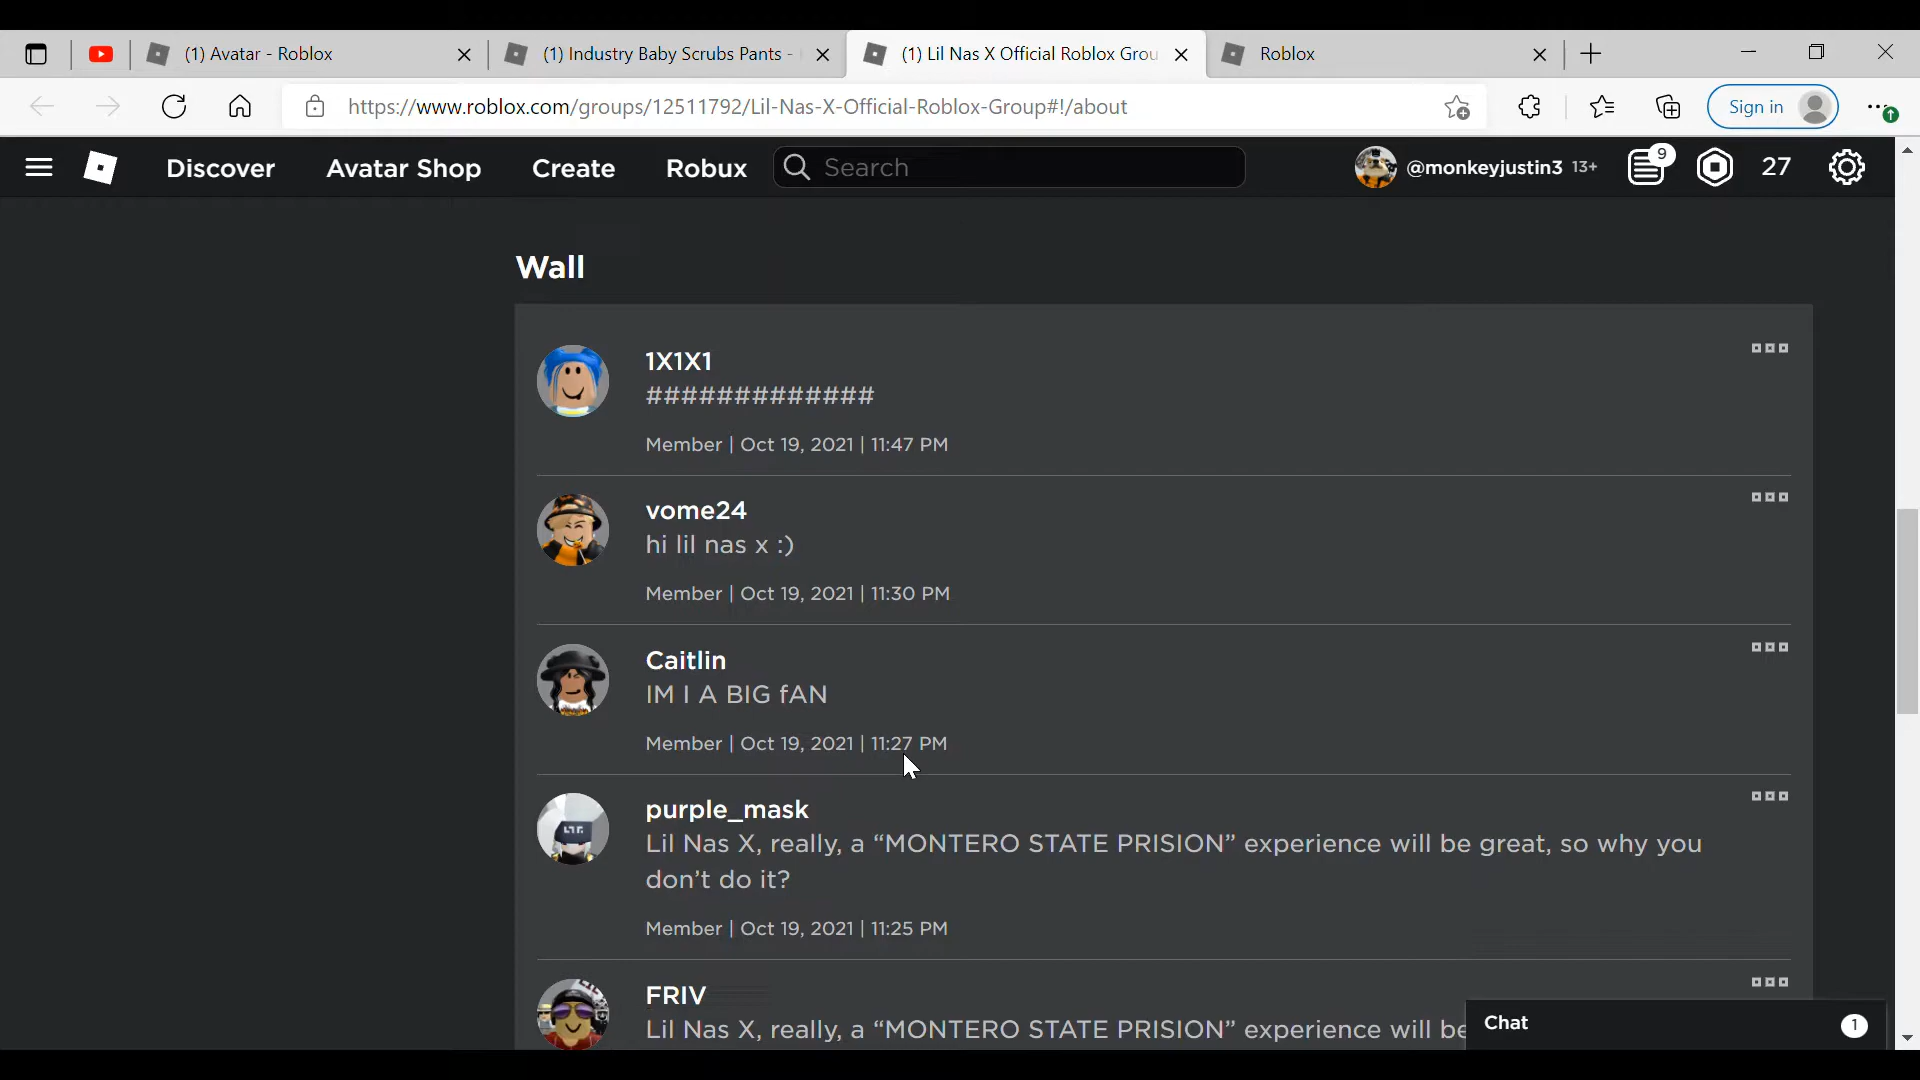 (1) Avatar - Roblox
(1) Industry Baby Scrubs Pants -
(1) Lil Nas X Official Roblox Grou
Roblox
https://www.roblox.com/groups/12511792/Lil-Nas-X-Official-Roblox-Group#!/about
Sign in
Discover
Avatar Shop
Create
Robux
Search
@monkeyjustin3 13+
9
27
Wall
1X1X1
#############
Member | Oct 19, 2021 | 11:47 PM
vome24
hi lil nas x :)
Member | Oct 19, 2021 | 11:30 PM
Caitlin
IM I A BIG fAN
Member | Oct 19, 2021 | 11:27 PM
purple_mask
Lil Nas X, really, a “MONTERO STATE PRISION” experience will be great, so why you
don’t do it?
Member | Oct 19, 2021 | 11:25 PM
FRIV
Lil Nas X, really, a “MONTERO STATE PRISION” experience will be
Chat
1